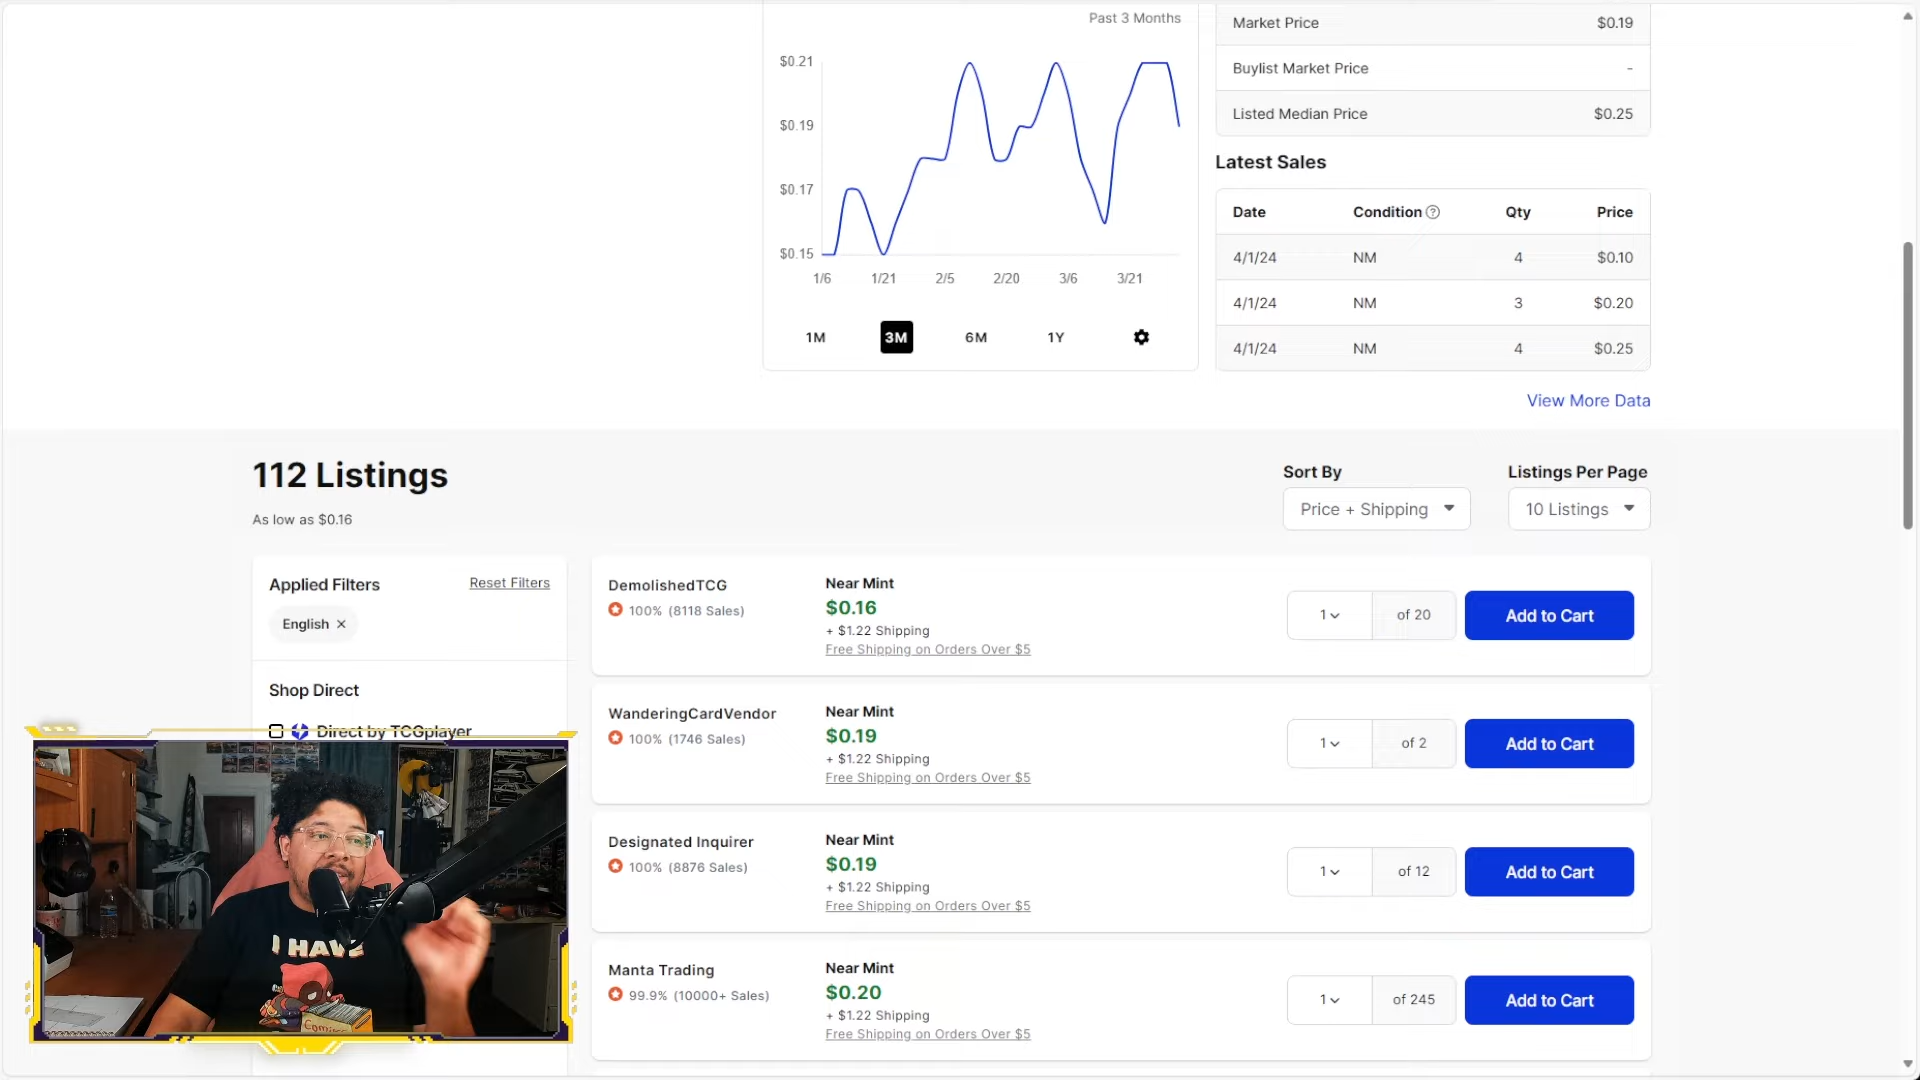 Past 3 Months
$0.21
$0.19
$0.17
$0.15
1/6 1/21 2/5 2/20 3/6 3/21
1M 3M 6M 1Y
Market Price $0.19
Buylist Market Price -
Listed Median Price $0.25
Latest Sales
Date Condition ? Qty Price
4/1/24 NM 4 $0.10
4/1/24 NM 3 $0.20
4/1/24 NM 4 $0.25
View More Data
112 Listings
As low as $0.16
Sort By
Price + Shipping
Listings Per Page
10 Listings
Applied Filters Reset Filters
English ×
Shop Direct
Direct by TCGplayer
DemolishedTCG
100% (8118 Sales)
Near Mint
$0.16
+ $1.22 Shipping
Free Shipping on Orders Over $5
1 of 20 Add to Cart
WanderingCardVendor
100% (1746 Sales)
Near Mint
$0.19
+ $1.22 Shipping
Free Shipping on Orders Over $5
1 of 2 Add to Cart
Designated Inquirer
100% (8876 Sales)
Near Mint
$0.19
+ $1.22 Shipping
Free Shipping on Orders Over $5
1 of 12 Add to Cart
Manta Trading
99.9% (10000+ Sales)
Near Mint
$0.20
+ $1.22 Shipping
Free Shipping on Orders Over $5
1 of 245 Add to Cart
I HAVE
Comics